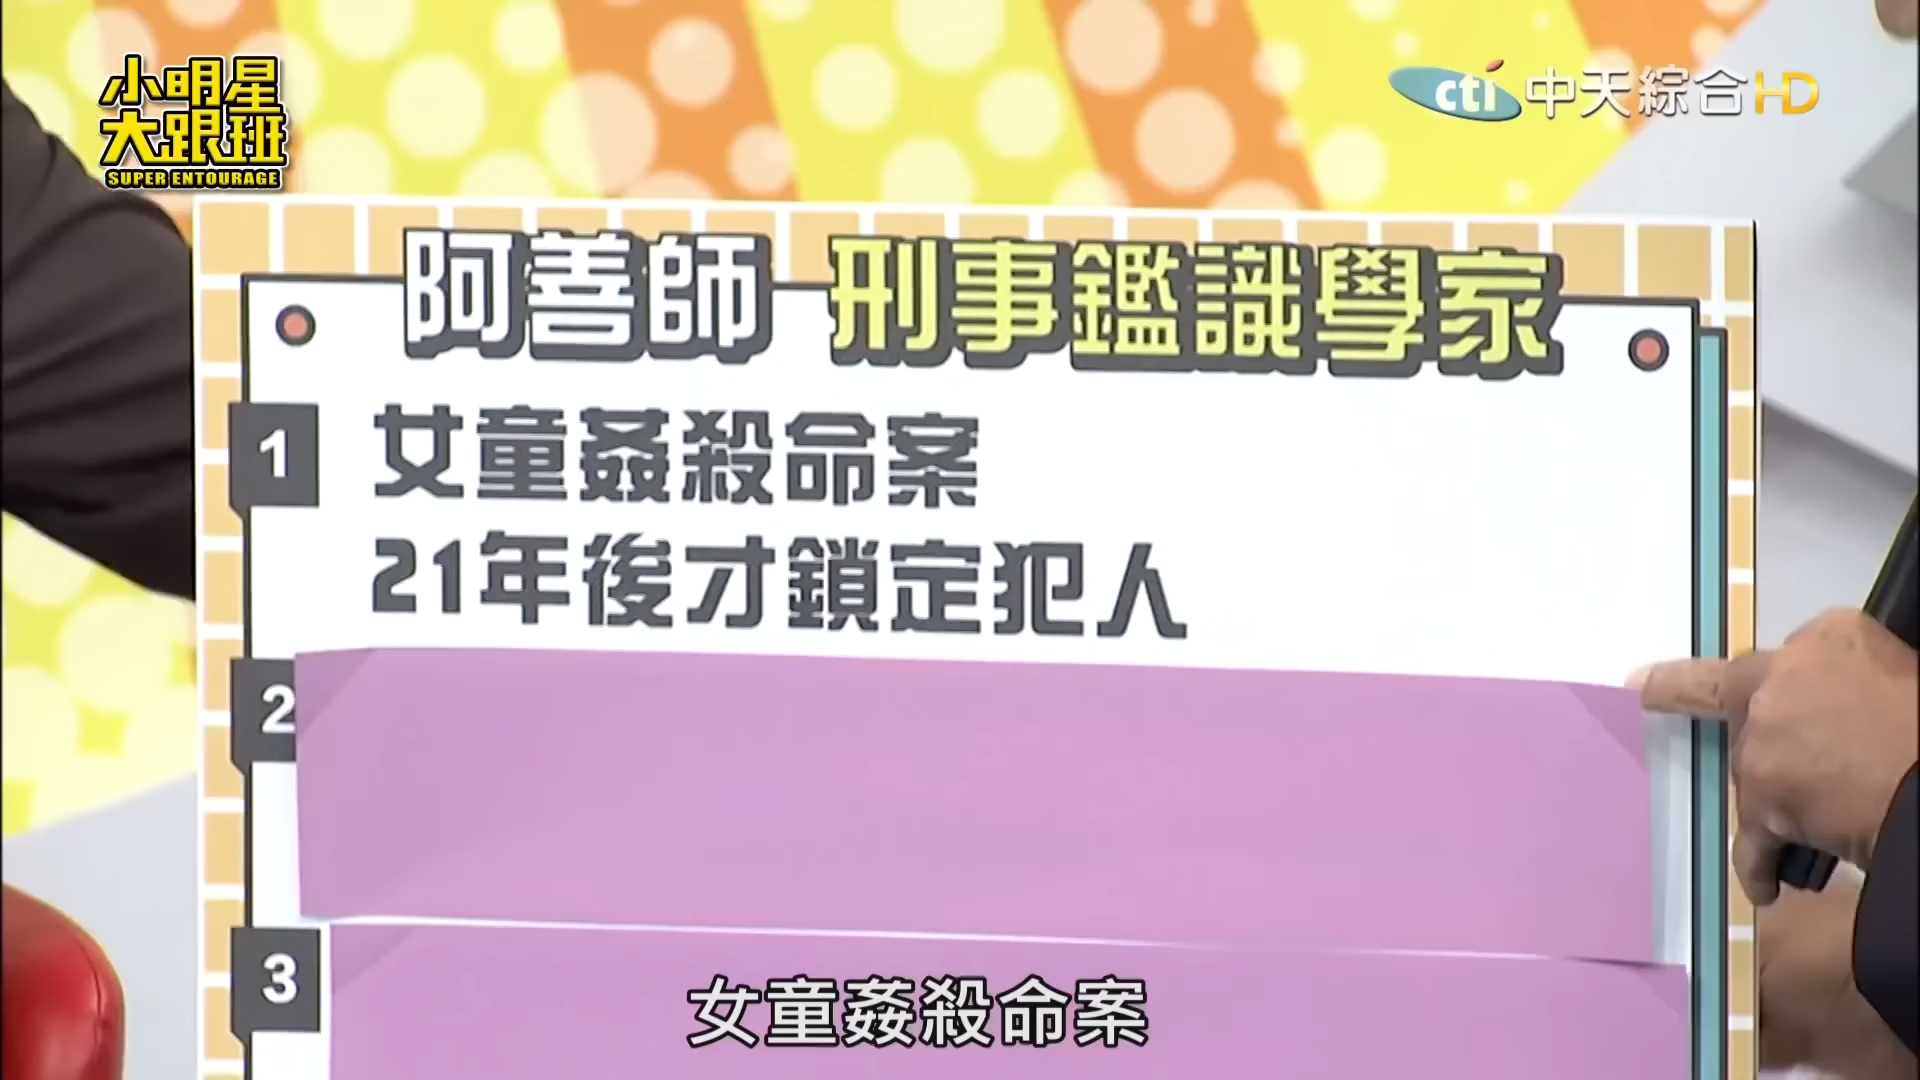 小明星
大跟班
SUPER ENTOURAGE
cti 中天綜合HD
阿善師 刑事鑑識學家
1 女童姦殺命案
21年後才鎖定犯人
2
3
女童姦殺命案